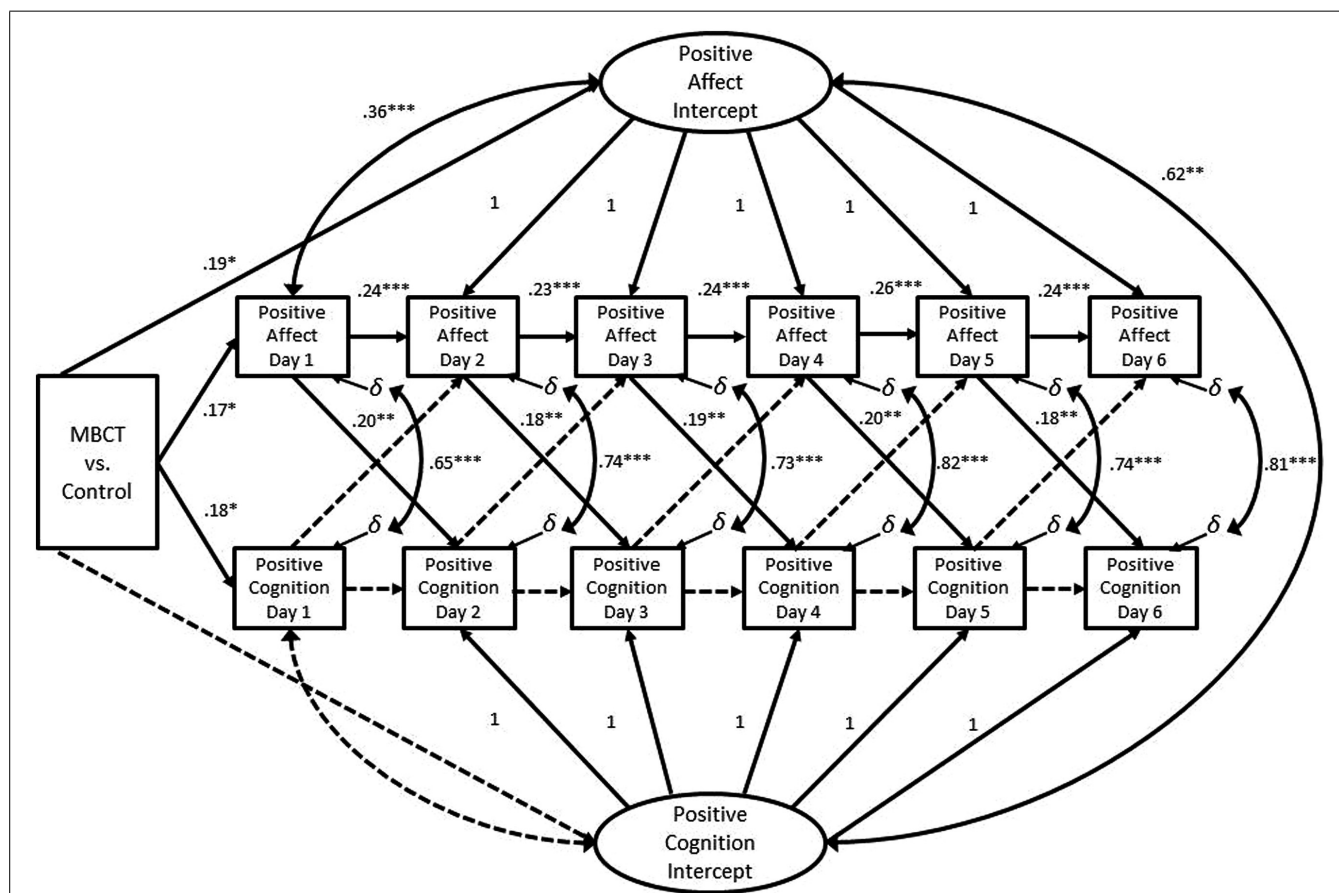 Positive
Affect
Intercept
.36***
.62**
1 1 1 1 1
.19*
.24*** .23*** .24*** .26*** .24***
Positive
Affect
Day 1
Positive
Affect
Day 2
Positive
Affect
Day 3
Positive
Affect
Day 4
Positive
Affect
Day 5
Positive
Affect
Day 6
δ δ δ δ δ δ
MBCT
vs.
Control
.17*
.20** .18** .19** .20** .18**
.65*** .74*** .73*** .82*** .74*** .81***
.18*
δ δ δ δ δ δ
Positive
Cognition
Day 1
Positive
Cognition
Day 2
Positive
Cognition
Day 3
Positive
Cognition
Day 4
Positive
Cognition
Day 5
Positive
Cognition
Day 6
1 1 1 1 1
Positive
Cognition
Intercept